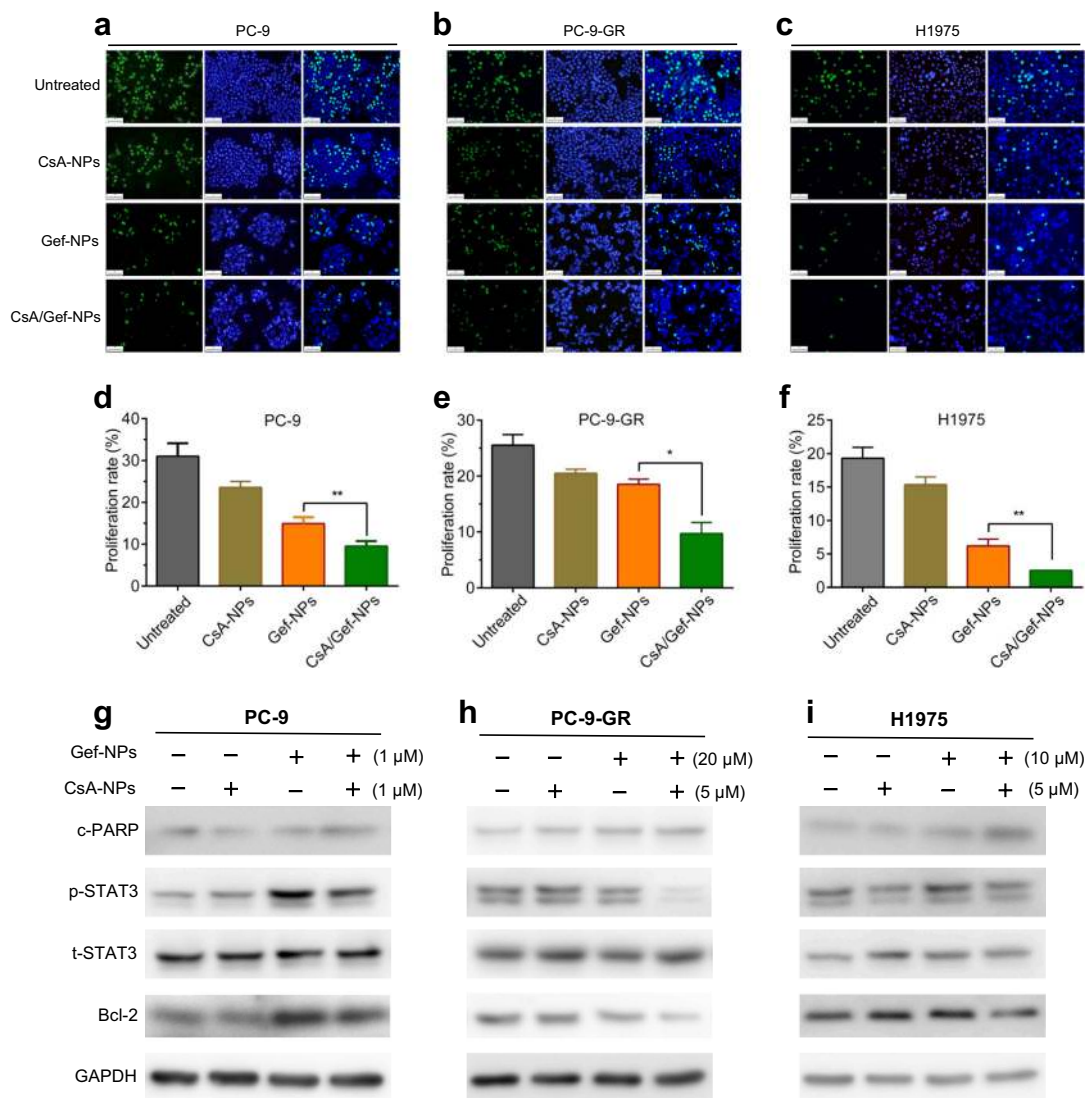 a b c
PC-9 PC-9-GR H1975
Untreated
CsA-NPs
Gef-NPs
CsA/Gef-NPs
d e f
PC-9
Proliferation rate (%)
40
30
20
10
0
**
Untreated CsA-NPs Gef-NPs CsA/Gef-NPs
PC-9-GR
Proliferation rate (%)
30
20
10
0
*
Untreated CsA-NPs Gef-NPs CsA/Gef-NPs
H1975
Proliferation rate (%)
25
20
15
10
5
0
**
Untreated CsA-NPs Gef-NPs CsA/Gef-NPs
g h i
PC-9 PC-9-GR H1975
Gef-NPs – – + + (1 μM) – – + + (20 μM) – – + + (10 μM)
CsA-NPs – + – + (1 μM) – + – + (5 μM) – + – + (5 μM)
c-PARP
p-STAT3
t-STAT3
Bcl-2
GAPDH